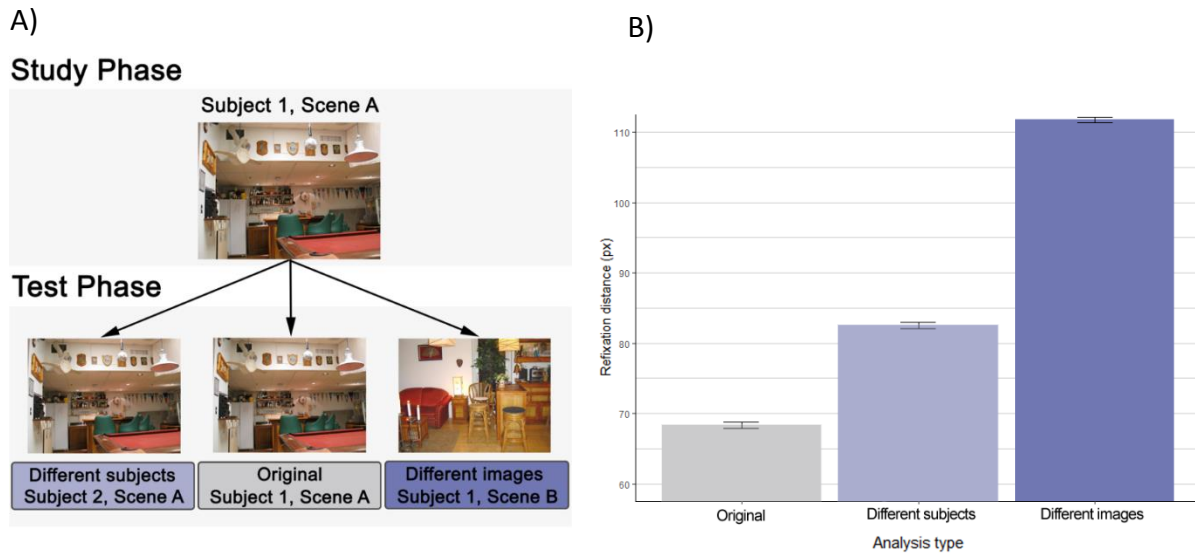 A)
Study Phase
Subject 1, Scene A
Test Phase
Different subjects
Subject 2, Scene A
Original
Subject 1, Scene A
Different images
Subject 1, Scene B
B)
Refixation distance (px)
110
100
90
80
70
60
Original
Different subjects
Different images
Analysis type